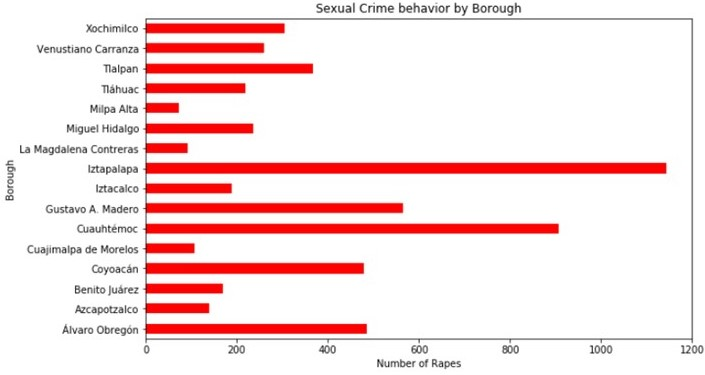 Sexual Crime behavior by Borough
Xochimilco
Venustiano Carranza
Tlalpan
Tláhuac
Milpa Alta
Miguel Hidalgo
La Magdalena Contreras
Iztapalapa
Iztacalco
Gustavo A. Madero
Cuauhtémoc
Cuajimalpa de Morelos
Coyoacán
Benito Juárez
Azcapotzalco
Álvaro Obregón
Borough
0 200 400 600 800 1000 1200
Number of Rapes